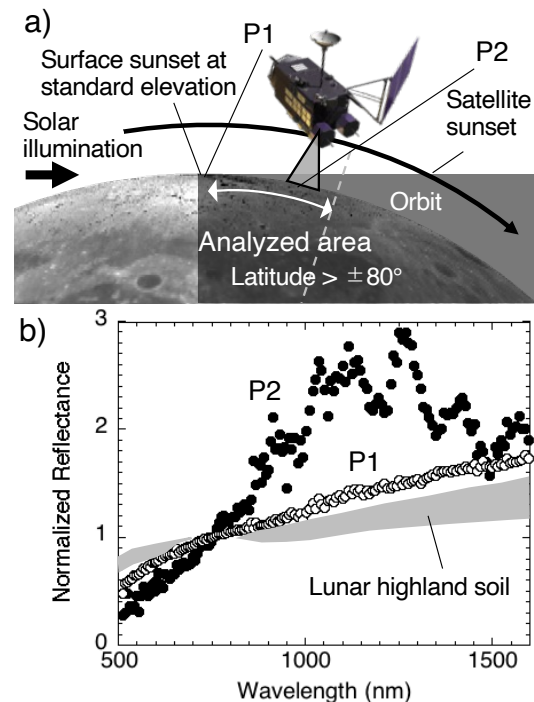 a)
P1
P2
Surface sunset at
standard elevation
Satellite
sunset
Solar
illumination
Orbit
Analyzed area
Latitude > ±80°
b)
3
P2
2
P1
1
Lunar highland soil
0
500
1000
1500
Normalized Reflectance
Wavelength (nm)